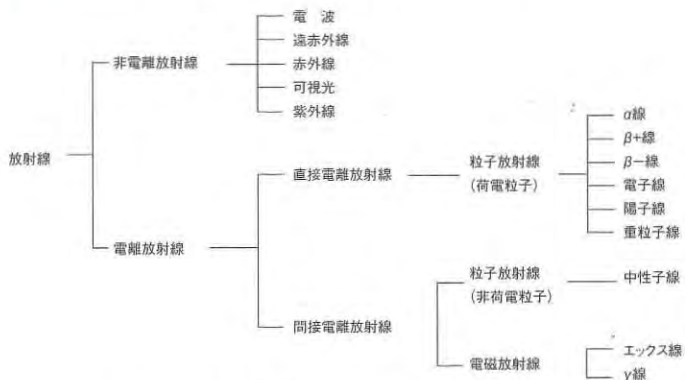 放射線
非電離放射線
電 波
遠赤外線
赤外線
可視光
紫外線
電離放射線
直接電離放射線
粒子放射線
(荷電粒子)
α線
β+線
β−線
電子線
陽子線
重粒子線
間接電離放射線
粒子放射線
(非荷電粒子)
中性子線
電磁放射線
エックス線
γ線